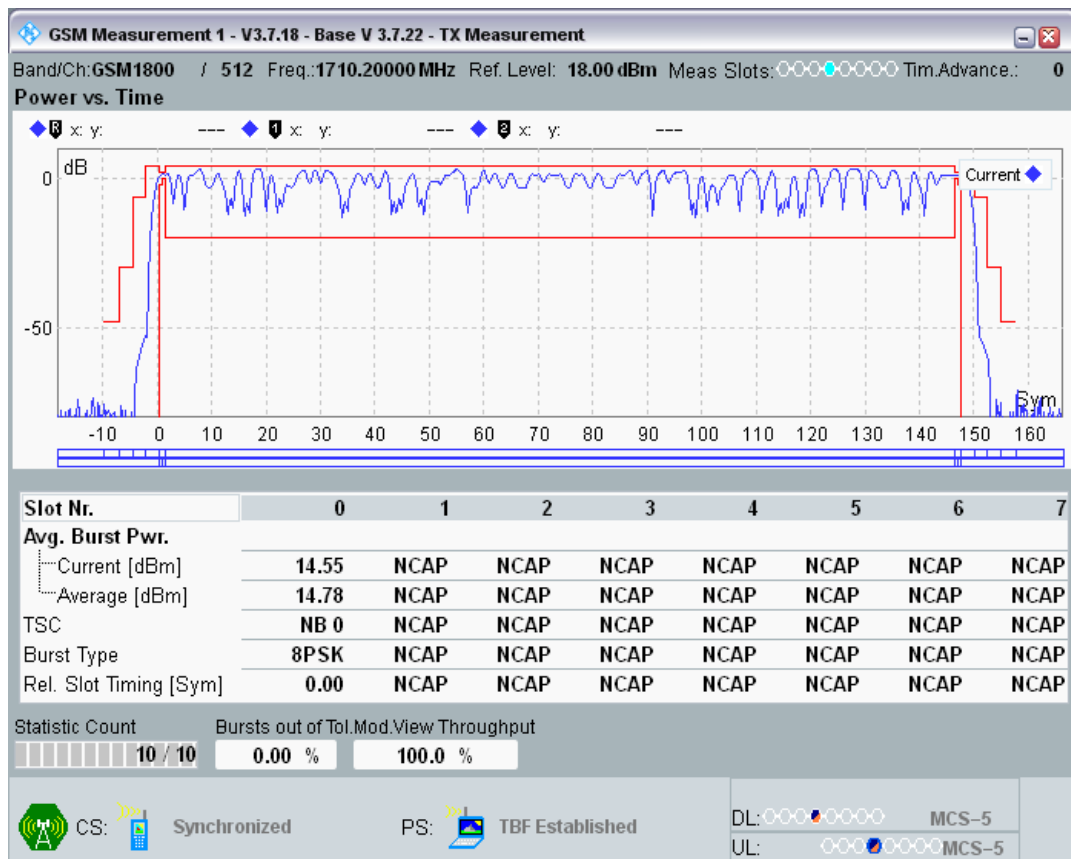 GSM Measurement 1 - V3.7.18 - Base V 3.7.22 - TX Measurement
Band/Ch:GSM1800 / 512 Freq.:1710.20000 MHz Ref. Level: 18.00 dBm Meas Slots: Tim.Advance.: 0
Power vs. Time
R x: y: --- 1 x: y: --- 2 x: y: ---
dB
0
Current
-50
Sym
-10 0 10 20 30 40 50 60 70 80 90 100 110 120 130 140 150 160
Slot Nr. 0 1 2 3 4 5 6 7
Avg. Burst Pwr.
Current [dBm] 14.55 NCAP NCAP NCAP NCAP NCAP NCAP NCAP
Average [dBm] 14.78 NCAP NCAP NCAP NCAP NCAP NCAP NCAP
TSC NB 0 NCAP NCAP NCAP NCAP NCAP NCAP NCAP
Burst Type 8PSK NCAP NCAP NCAP NCAP NCAP NCAP NCAP
Rel. Slot Timing [Sym] 0.00 NCAP NCAP NCAP NCAP NCAP NCAP NCAP
Statistic Count Bursts out of Tol.Mod.View Throughput
10 / 10 0.00 % 100.0 %
CS: Synchronized PS: TBF Established
DL: MCS-5
UL: MCS-5